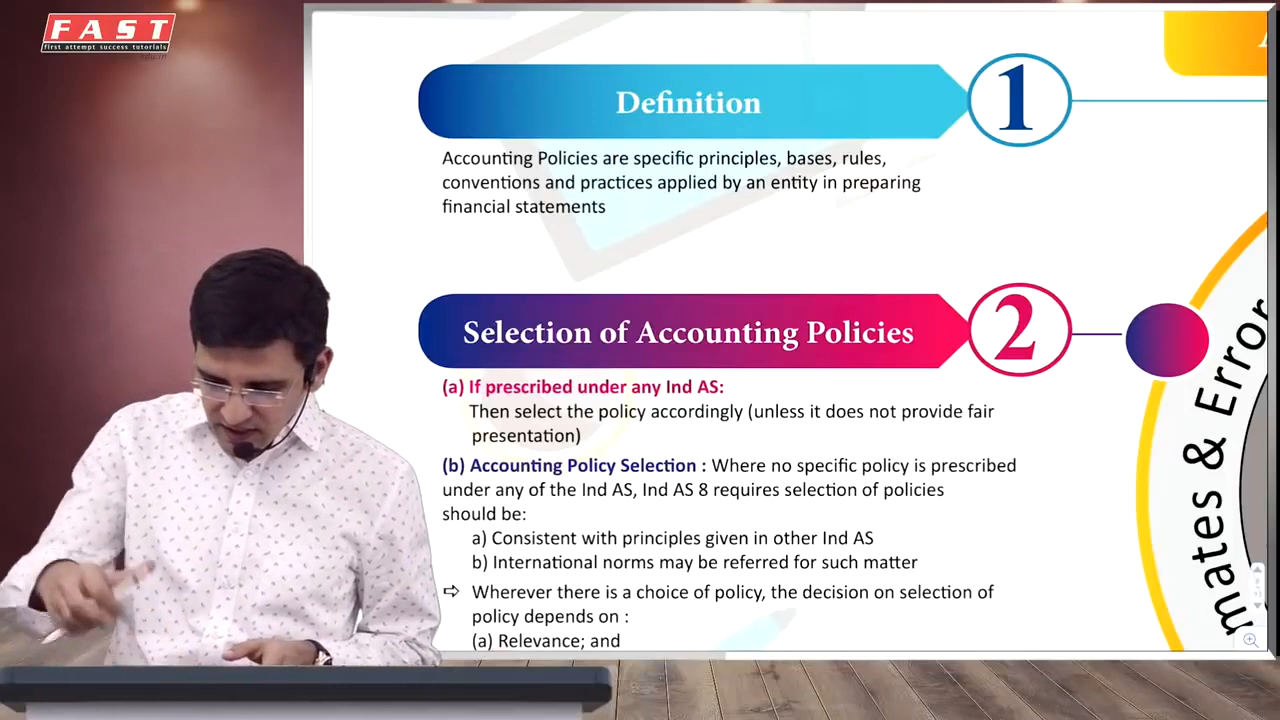 FAST
first attempt success tutorials
edu.in
Definition
1
Accounting Policies are specific principles, bases, rules,
conventions and practices applied by an entity in preparing
financial statements
Selection of Accounting Policies
2
(a) If prescribed under any Ind AS:
Then select the policy accordingly (unless it does not provide fair
presentation)
(b) Accounting Policy Selection : Where no specific policy is prescribed
under any of the Ind AS, Ind AS 8 requires selection of policies
should be:
a) Consistent with principles given in other Ind AS
b) International norms may be referred for such matter
⇨ Wherever there is a choice of policy, the decision on selection of
policy depends on :
(a) Relevance; and
mates & Error